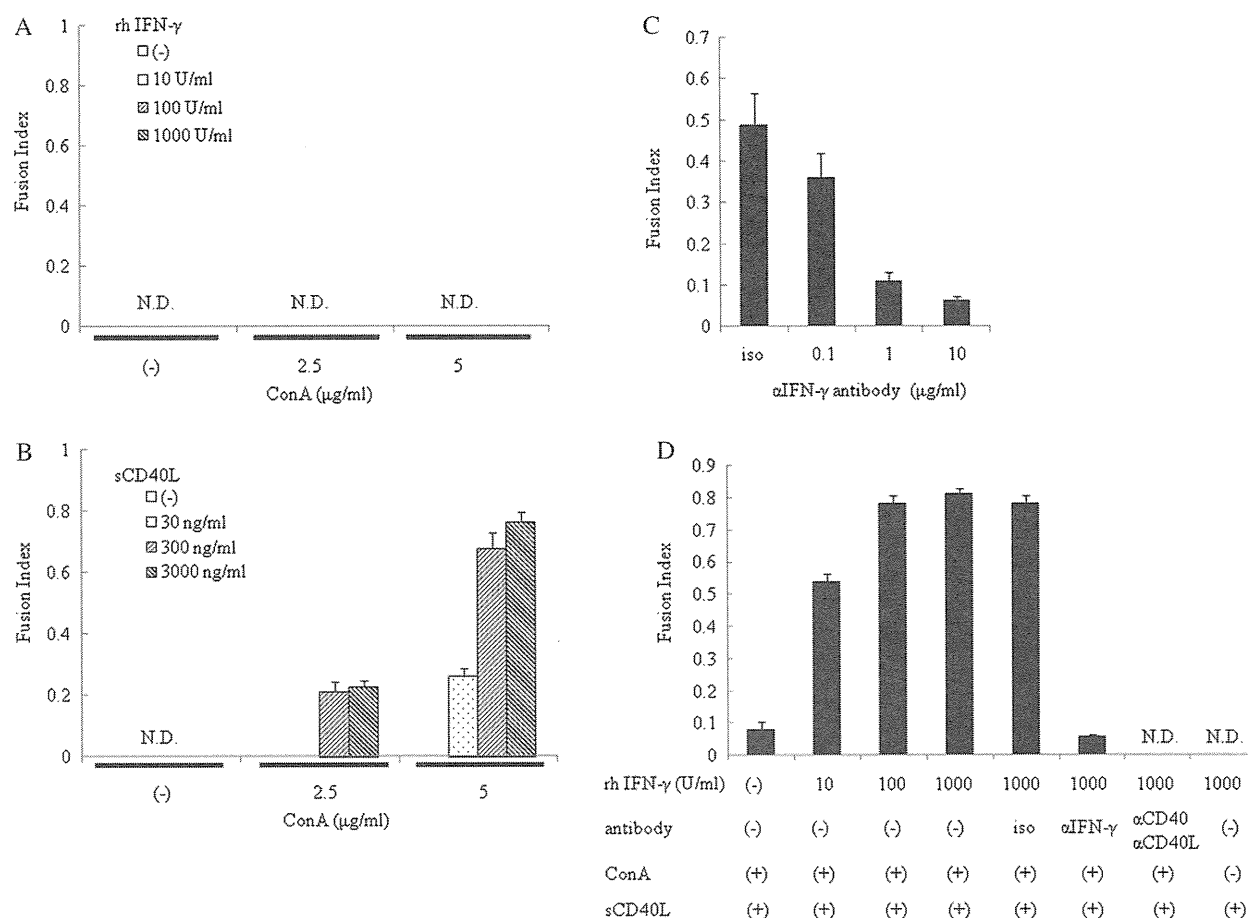 A
rh IFN-γ
(-)
10 U/ml
100 U/ml
1000 U/ml
Fusion Index
1
0.8
0.6
0.4
0.2
0
N.D. N.D. N.D.
(-) 2.5 5
ConA (μg/ml)
B
sCD40L
(-)
30 ng/ml
300 ng/ml
3000 ng/ml
Fusion Index
1
0.8
0.6
0.4
0.2
0
N.D.
(-) 2.5 5
ConA (μg/ml)
C
Fusion Index
0.7
0.6
0.5
0.4
0.3
0.2
0.1
0
iso 0.1 1 10
αIFN-γ antibody (μg/ml)
D
Fusion Index
0.9
0.8
0.7
0.6
0.5
0.4
0.3
0.2
0.1
0
N.D. N.D.
rh IFN-γ (U/ml) (-) 10 100 1000 1000 1000 1000 1000
antibody (-) (-) (-) (-) iso αIFN-γ αCD40 αCD40L (-)
ConA (+) (+) (+) (+) (+) (+) (+) (-)
sCD40L (+) (+) (+) (+) (+) (+) (+) (+)